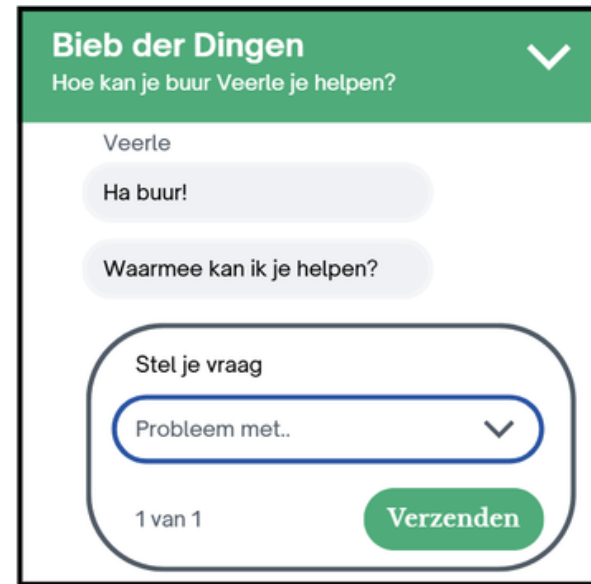 Bieb der Dingen
Hoe kan je buur Veerle je helpen?
Veerle
Ha buur!
Waarmee kan ik je helpen?
Stel je vraag
Probleem met..
1 van 1
Verzenden